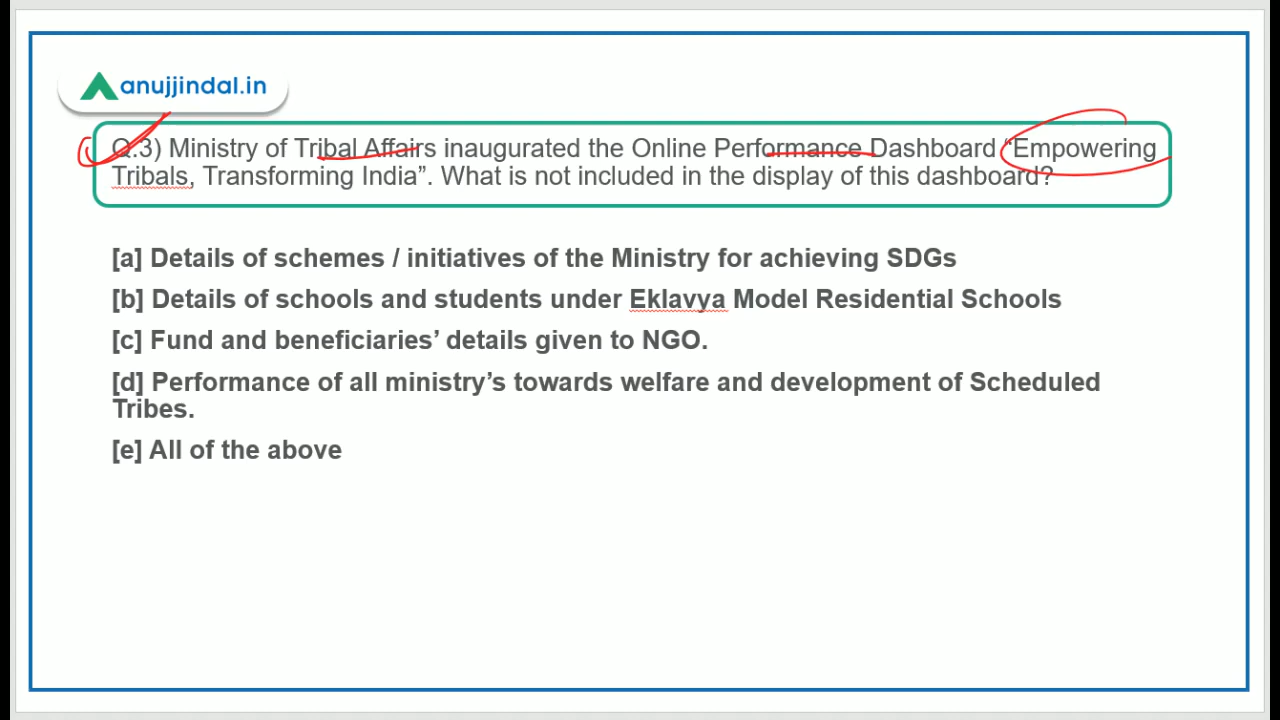 anujjindal.in
Q.3) Ministry of Tribal Affairs inaugurated the Online Performance Dashboard “Empowering
Tribals, Transforming India”. What is not included in the display of this dashboard?
[a] Details of schemes / initiatives of the Ministry for achieving SDGs
[b] Details of schools and students under Eklavya Model Residential Schools
[c] Fund and beneficiaries’ details given to NGO.
[d] Performance of all ministry’s towards welfare and development of Scheduled
Tribes.
[e] All of the above